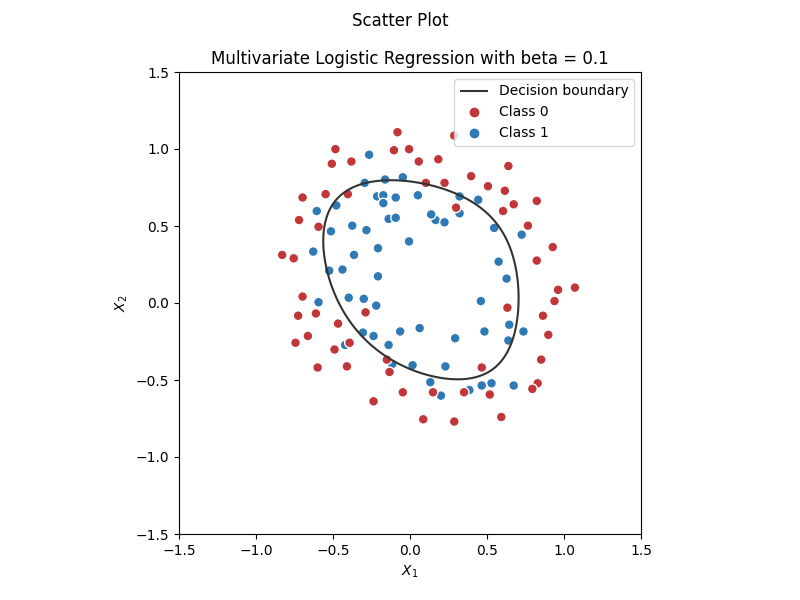 Scatter Plot
Multivariate Logistic Regression with beta = 0.1
Decision boundary
Class 0
Class 1
1.5
1.0
0.5
0.0
−0.5
−1.0
−1.5
X₂
−1.5 −1.0 −0.5 0.0 0.5 1.0 1.5
X₁